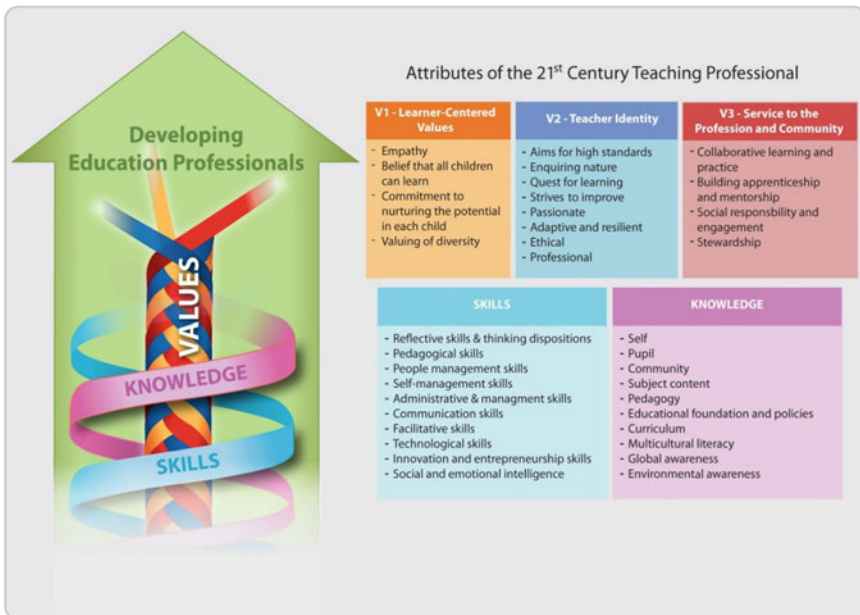 Developing
Education Professionals
VALUES
KNOWLEDGE
SKILLS
Attributes of the 21st Century Teaching Professional
V1 - Learner-Centered
Values
- Empathy
- Belief that all children
can learn
- Commitment to
nurturing the potential
in each child
- Valuing of diversity
V2 - Teacher Identity
- Aims for high standards
- Enquiring nature
- Quest for learning
- Strives to improve
- Passionate
- Adaptive and resilient
- Ethical
- Professional
V3 - Service to the
Profession and Community
- Collaborative learning and
practice
- Building apprenticeship
and mentorship
- Social responsbility and
engagement
- Stewardship
SKILLS
- Reflective skills & thinking dispositions
- Pedagogical skills
- People management skills
- Self-management skills
- Administrative & managment skills
- Communication skills
- Facilitative skills
- Technological skills
- Innovation and entrepreneurship skills
- Social and emotional intelligence
KNOWLEDGE
- Self
- Pupil
- Community
- Subject content
- Pedagogy
- Educational foundation and policies
- Curriculum
- Multicultural literacy
- Global awareness
- Environmental awareness